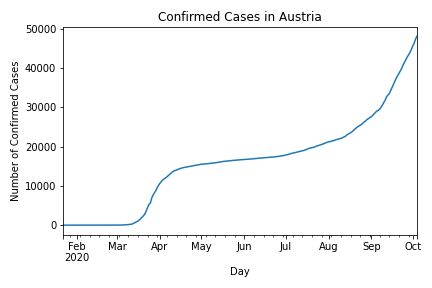 Confirmed Cases in Austria
Number of Confirmed Cases
50000
40000
30000
20000
10000
0
Feb Mar Apr May Jun Jul Aug Sep Oct
2020
Day